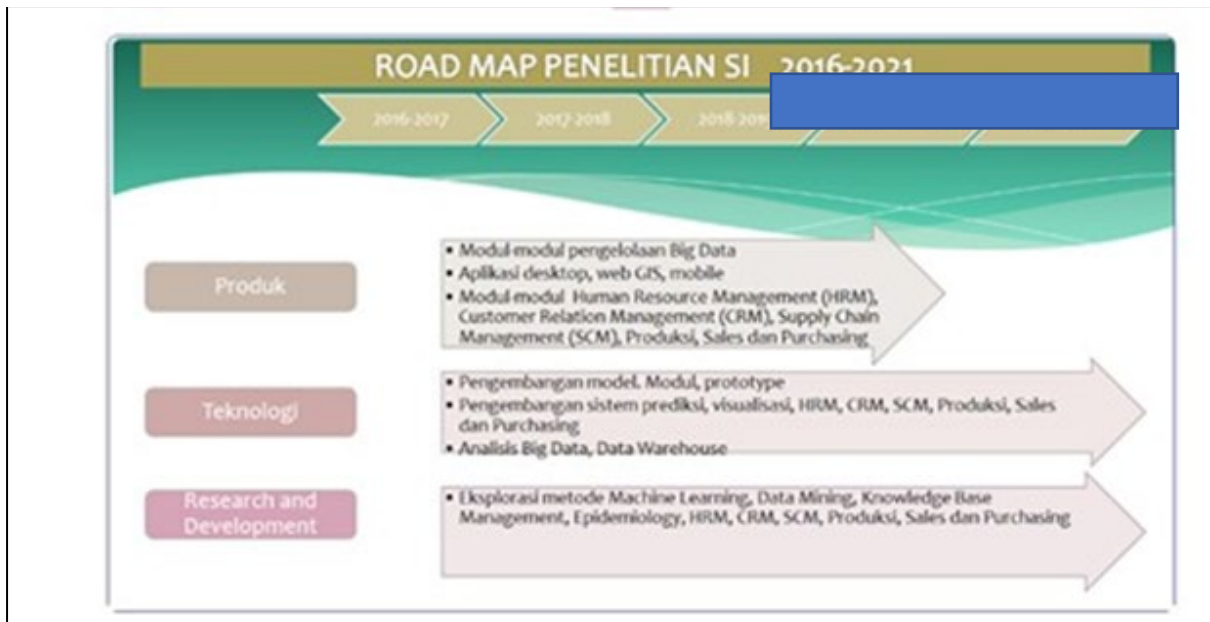 ROAD MAP PENELITIAN SI 2016-2021
2016-2017
2017-2018
2018-201
Produk
▪ Modul-modul pengelolaan Big Data
▪ Aplikasi desktop, web GIS, mobile
▪ Modul-modul Human Resource Management (HRM),
Customer Relation Management (CRM), Supply Chain
Management (SCM), Produksi, Sales dan Purchasing
Teknologi
▪ Pengembangan model. Modul, prototype
▪ Pengembangan sistem prediksi, visualisasi, HRM, CRM, SCM, Produksi, Sales
dan Purchasing
▪ Analisis Big Data, Data Warehouse
Research and
Development
▪ Eksplorasi metode Machine Learning, Data Mining, Knowledge Base
Management, Epidemiology, HRM, CRM, SCM, Produksi, Sales dan Purchasing